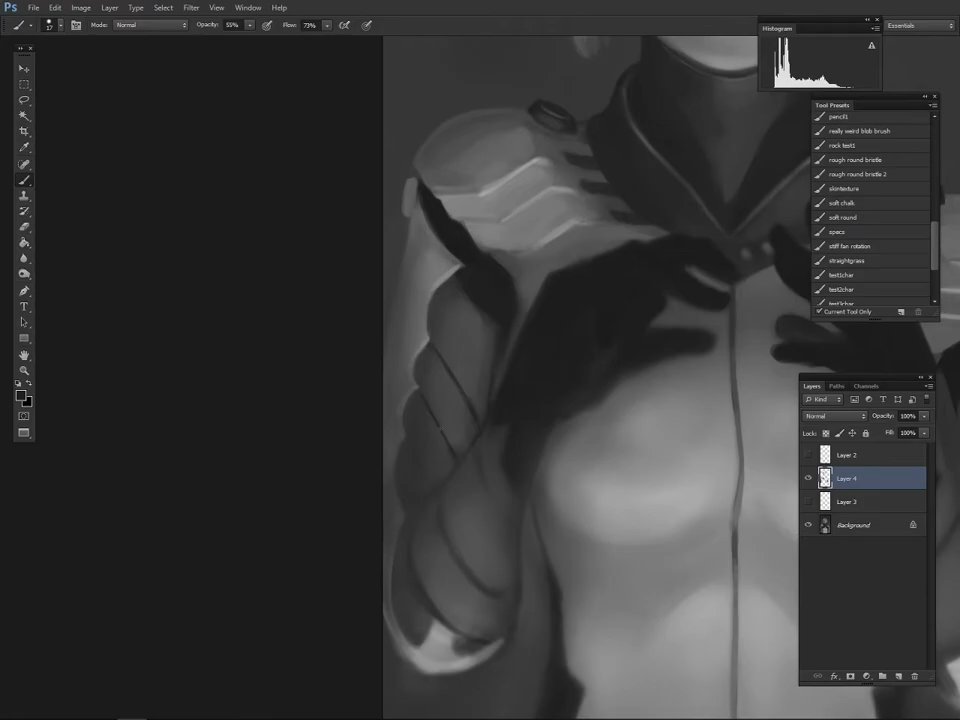 Ps File Edit Image Layer Type Select Filter View Window Help
17 Mode: Normal Opacity: 55% Flow: 73% Essentials
Histogram
Tool Presets
pencil1
really weird blob brush
rock test1
rough round bristle
rough round bristle 2
skintexture
soft chalk
soft round
specs
stiff fan rotation
straightgrass
test1char
test2char
test3char
Current Tool Only
Layers Paths Channels
Kind
Normal Opacity: 100%
Lock: Fill: 100%
Layer 2
Layer 4
Layer 3
Background
fx